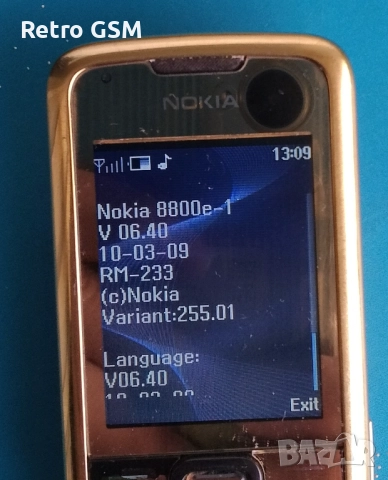 Retro GSM
NOKIA
13:09
Nokia 8800e-1
V 06.40
10-03-09
RM-233
(c)Nokia
Variant:255.01
Language:
V06.40
Exit
BAZAR